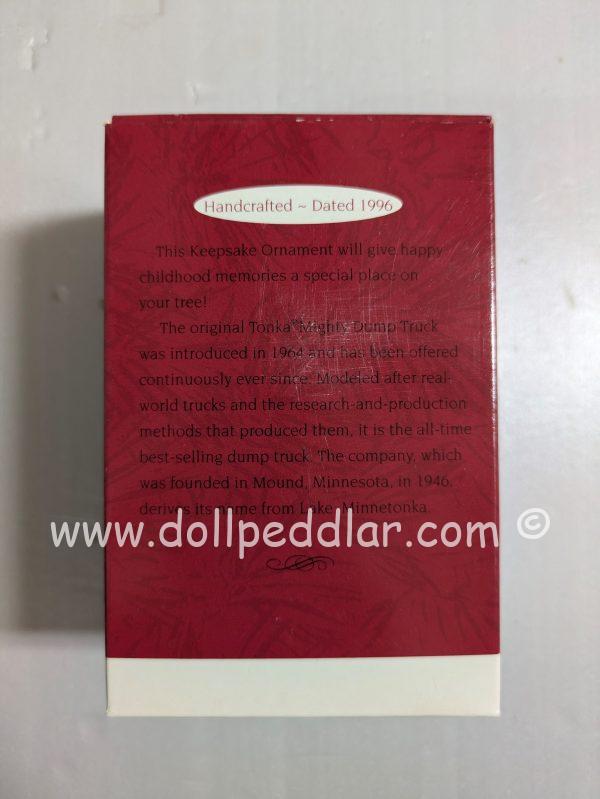 Handcrafted ~ Dated 1996
This Keepsake Ornament will give happy
childhood memories a special place on
your tree!
The original Tonka® Mighty Dump Truck
was introduced in 1964 and has been offered
continuously ever since. Modeled after real-
world trucks and the research-and-production
methods that produced them, it is the all-time
best-selling dump truck. The company, which
was founded in Mound, Minnesota, in 1946,
derives its name from Lake Minnetonka.
www.dollpeddlar.com ©